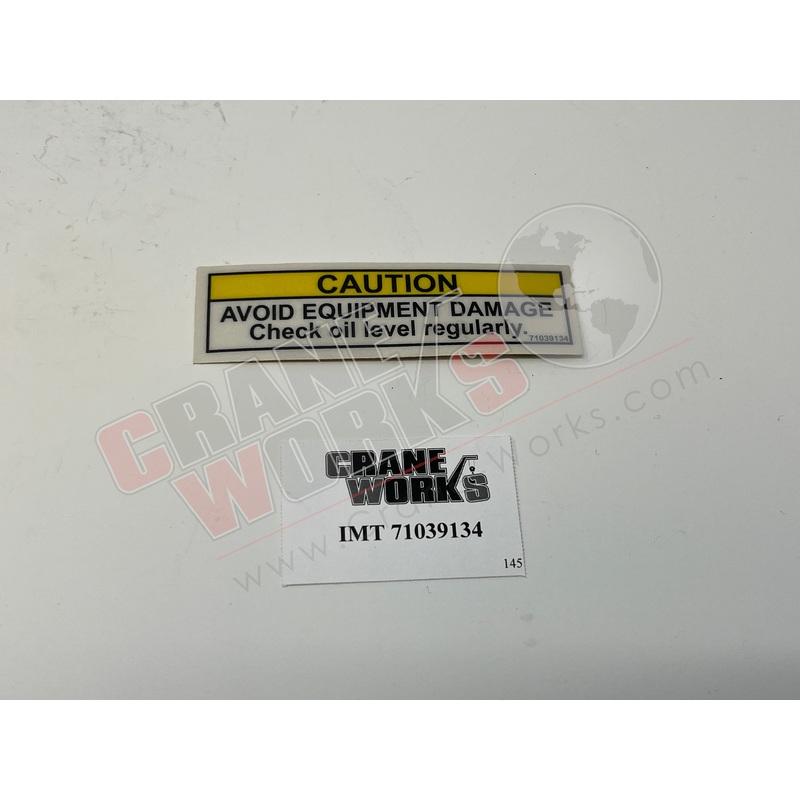 CAUTION
AVOID EQUIPMENT DAMAGE
Check oil level regularly.
71039134
CRANE
WORKS
www.craneworks.com
CRANE
WORKS
IMT 71039134
145